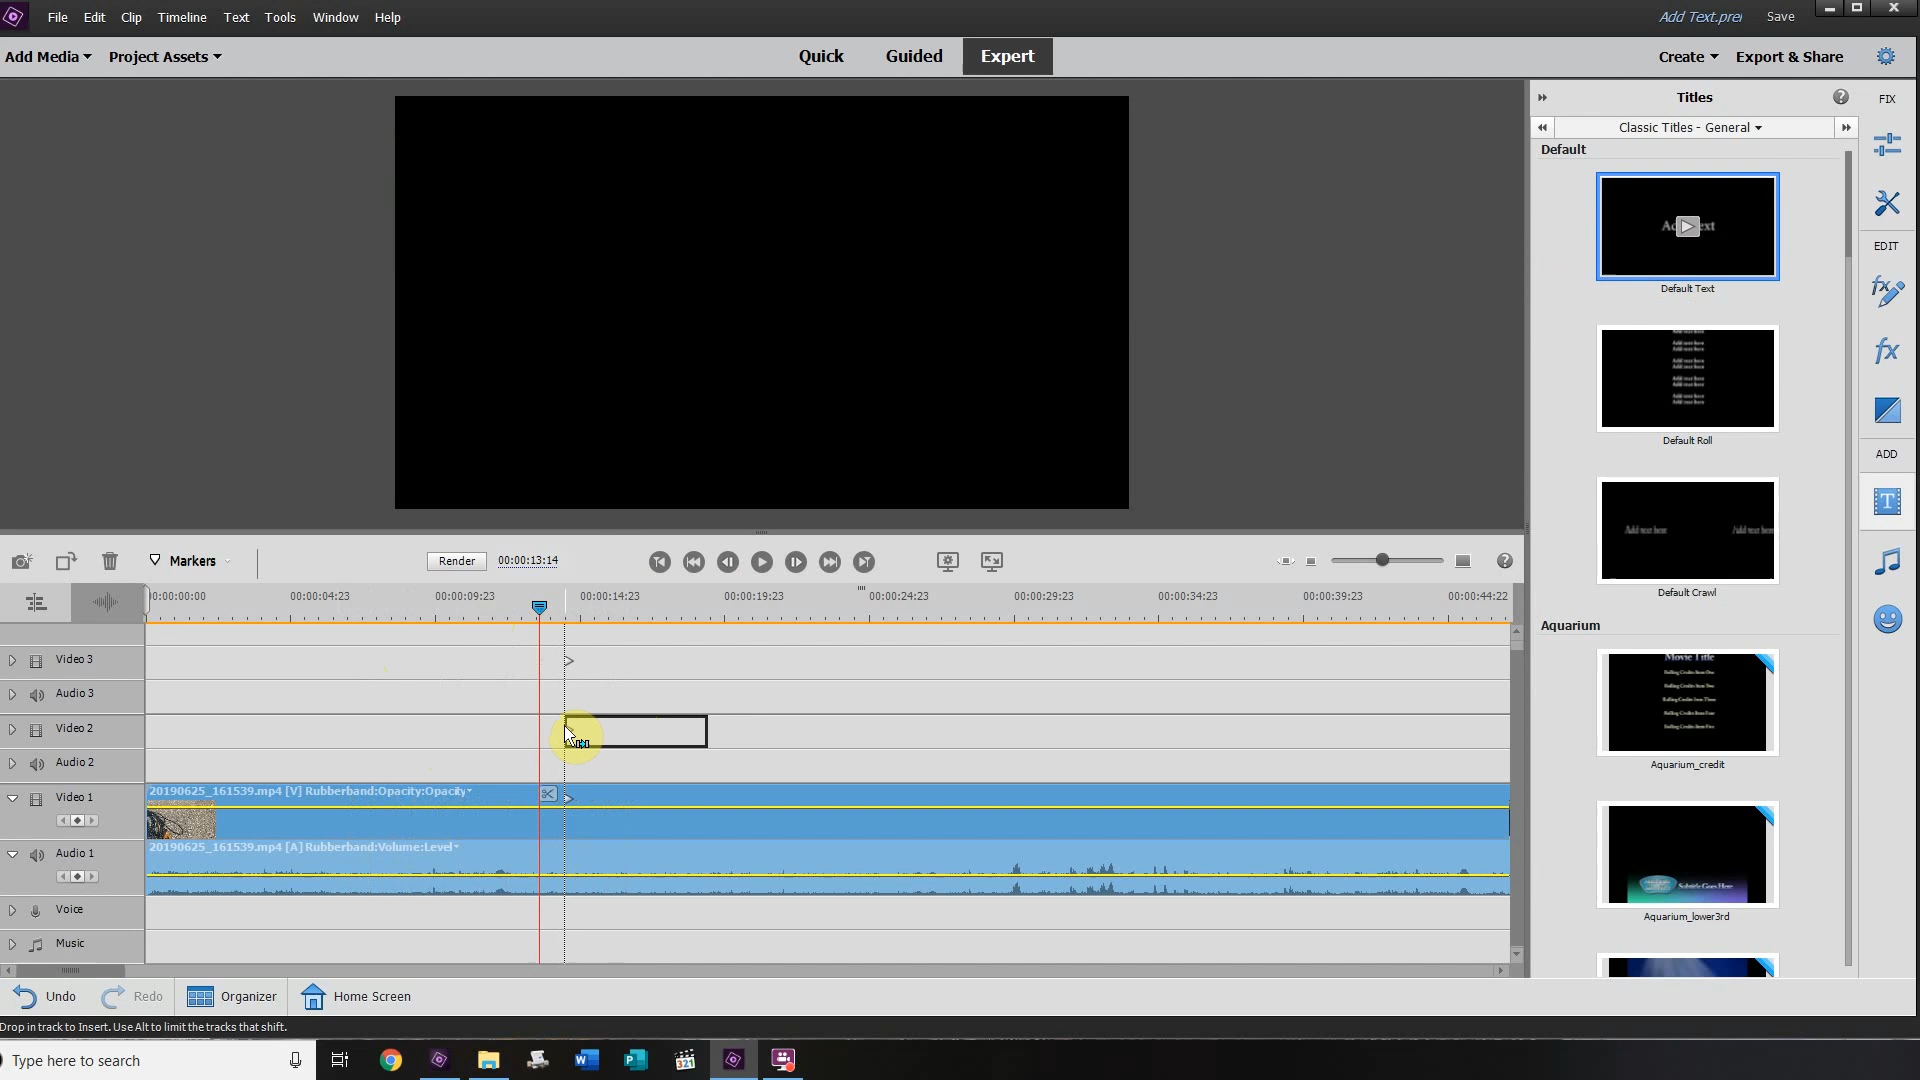 File Edit Clip Timeline Text Tools Window Help
Add Text.prel Save
Add Media Project Assets
Quick Guided Expert
Create Export & Share
Titles
FIX
Classic Titles - General
Default
Default Text
EDIT
Add text here
Default Roll
ADD
Add text here Add text here
Default Crawl
Aquarium
Movie Title
Rolling Credits Item One
Rolling Credits Item Two
Rolling Credits Item Three
Rolling Credits Item Four
Rolling Credits Item Five
Aquarium_credit
Subtitle Goes Here
Aquarium_lower3rd
Markers
Render 00:00:13:14
00:00:00:00 00:00:04:23 00:00:09:23 00:00:14:23 00:00:19:23 00:00:24:23 00:00:29:23 00:00:34:23 00:00:39:23 00:00:44:22
Video 3
Audio 3
Video 2
Audio 2
Video 1
20190625_161539.mp4 [V] Rubberband:Opacity:Opacity
Audio 1
20190625_161539.mp4 [A] Rubberband:Volume:Level
Voice
Music
Undo Redo Organizer Home Screen
Drop in track to Insert. Use Alt to limit the tracks that shift.
Type here to search
321